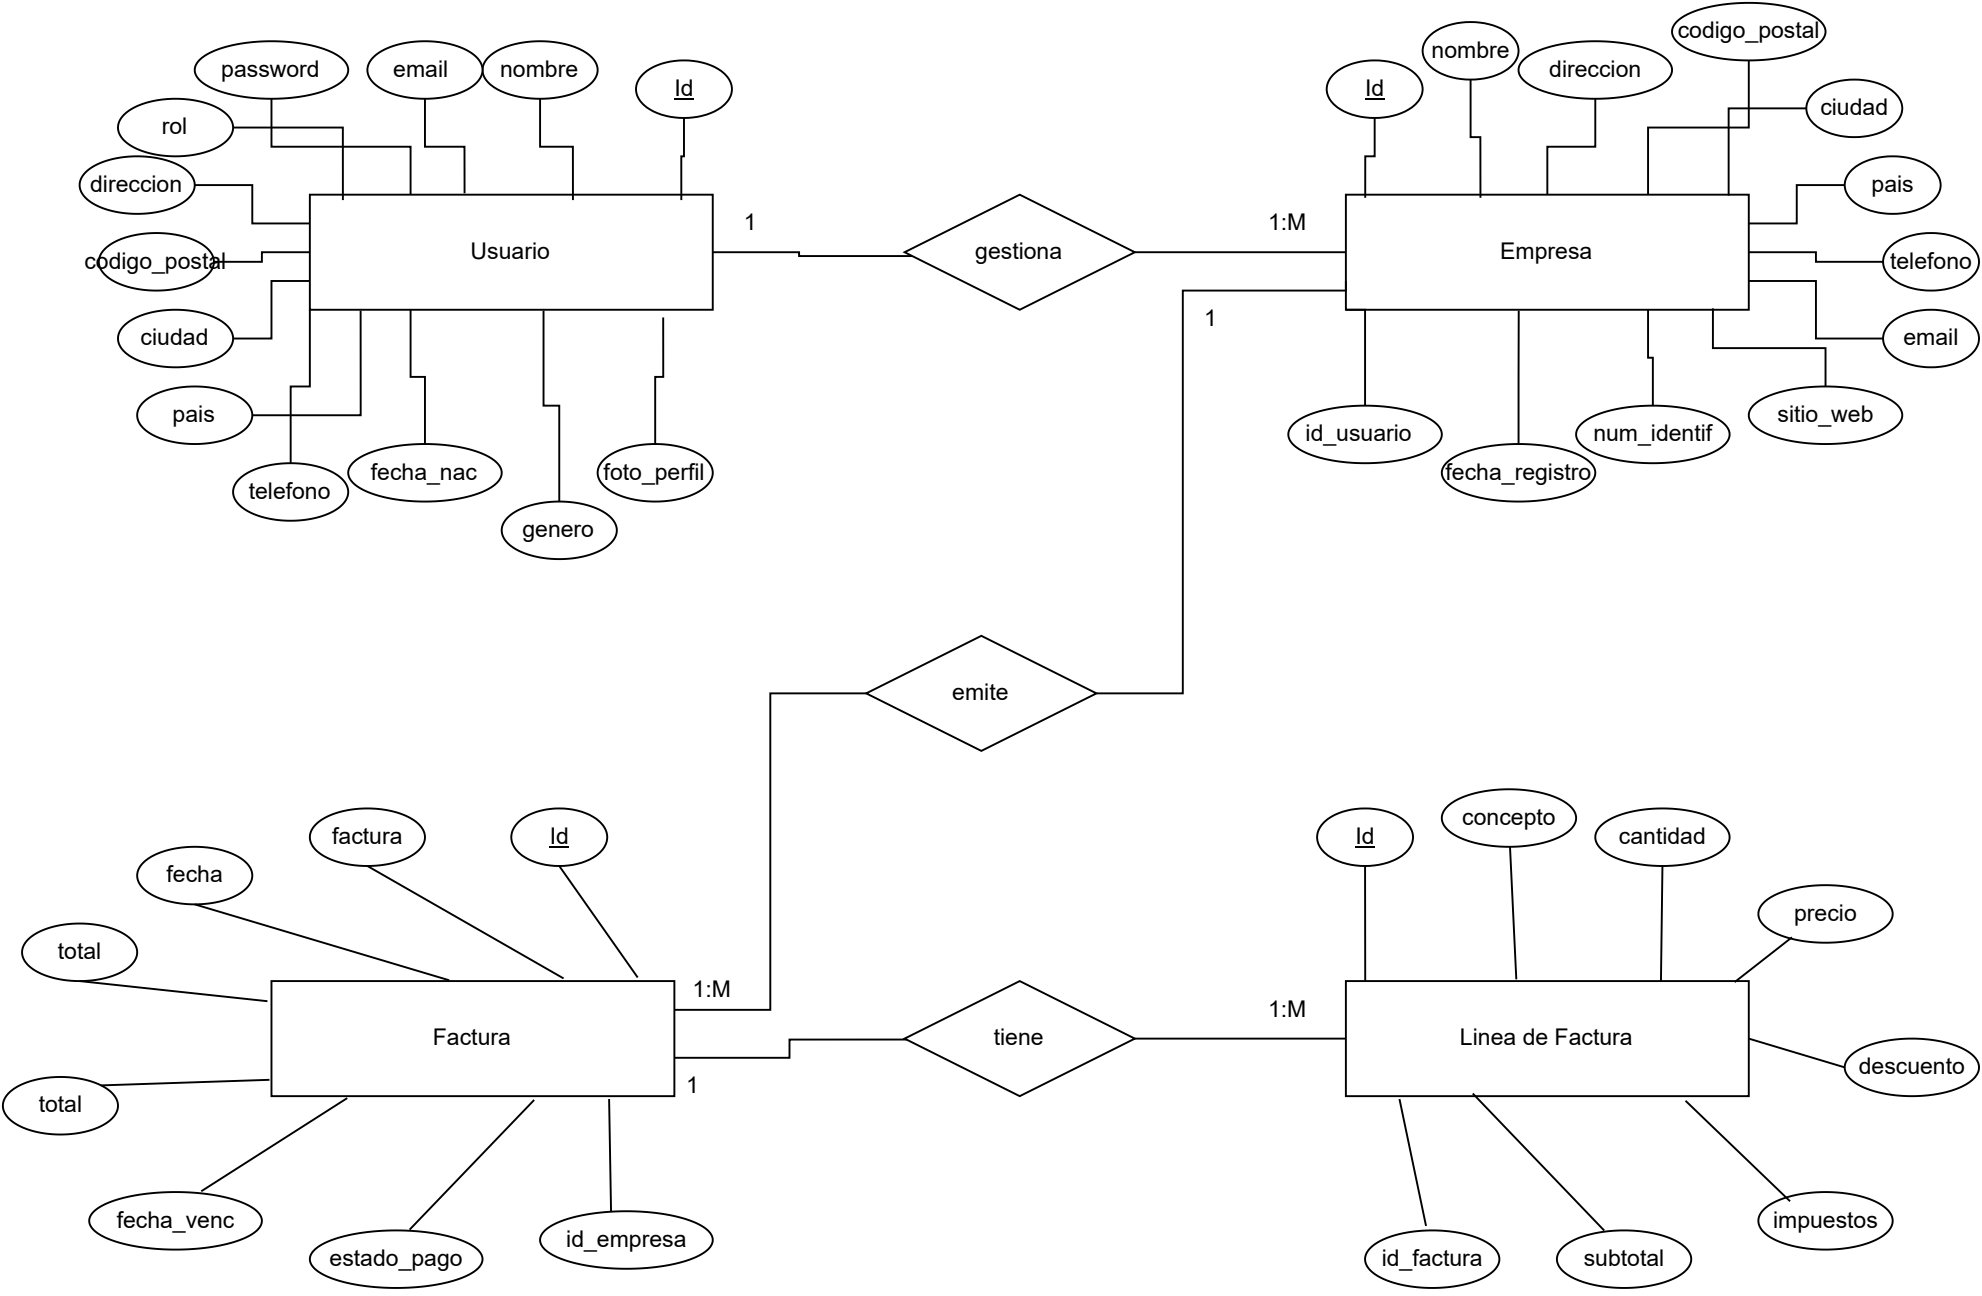 codigo_postal
nombre
password
email
nombre
direccion
Id
Id
ciudad
rol
direccion
pais
1
1:M
Usuario
gestiona
Empresa
codigo_postal
telefono
1
ciudad
email
pais
id_usuario
num_identif
sitio_web
telefono
fecha_nac
foto_perfil
fecha_registro
genero
emite
concepto
factura
Id
Id
cantidad
fecha
precio
total
1:M
1:M
Factura
tiene
Linea de Factura
descuento
1
total
fecha_venc
id_empresa
impuestos
estado_pago
id_factura
subtotal